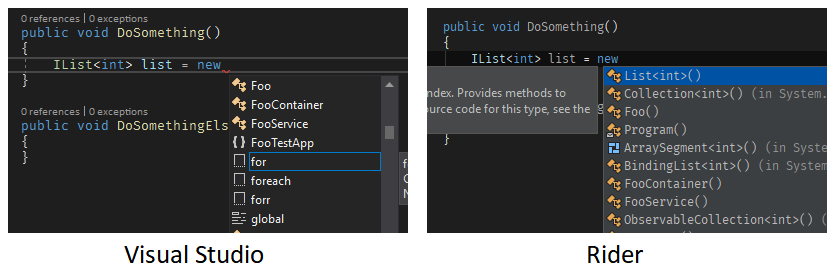 0 references | 0 exceptions
public void DoSomething()
{
IList<int> list = new
}
0 references | 0 exceptions
public void DoSomethingEls
{
}
Foo
FooContainer
FooService
{ } FooTestApp
for
foreach
forr
global
f
C
N
Visual Studio
public void DoSomething()
{
IList<int> list = new
ndex. Provides methods to
ource code for this type, see the
}
List<int>()
Collection<int>() (in System.
Foo()
Program()
ArraySegment<int>() (in System
BindingList<int>() (in System
FooContainer()
FooService()
ObservableCollection<int>() (
Rider